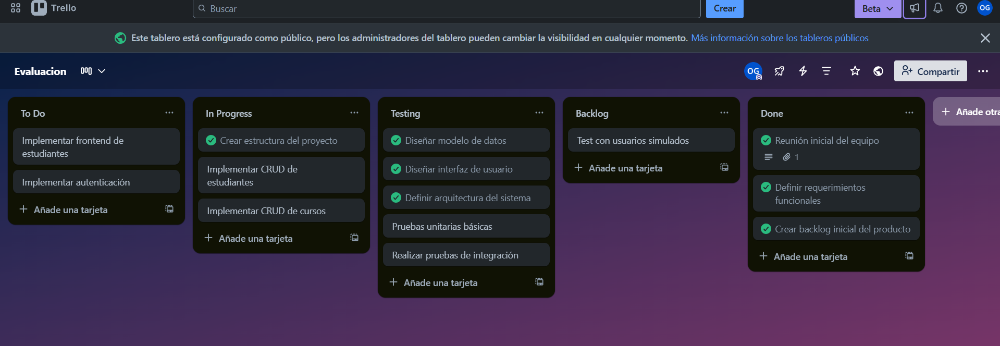 Trello
Buscar
Crear
Beta
OG
Este tablero está configurado como público, pero los administradores del tablero pueden cambiar la visibilidad en cualquier momento. Más información sobre los tableros públicos
Evaluacion
OG
Compartir
To Do
Implementar frontend de
estudiantes
Implementar autenticación
Añade una tarjeta
In Progress
Crear estructura del proyecto
Implementar CRUD de
estudiantes
Implementar CRUD de cursos
Añade una tarjeta
Testing
Diseñar modelo de datos
Diseñar interfaz de usuario
Definir arquitectura del sistema
Pruebas unitarias básicas
Realizar pruebas de integración
Añade una tarjeta
Backlog
Test con usuarios simulados
Añade una tarjeta
Done
Reunión inicial del equipo
1
Definir requerimientos
funcionales
Crear backlog inicial del producto
Añade una tarjeta
Añade otra